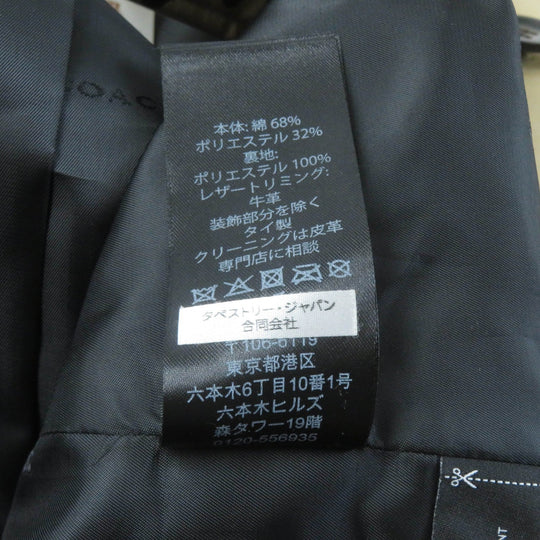 COAC
本体: 綿 68%
ポリエステル 32%
裏地:
ポリエステル 100%
レザートリミング:
牛革
装飾部分を除く
タイ製
クリーニングは皮革
専門店に相談
タペストリー・ジャパン
合同会社
〒106-6119
東京都港区
六本木6丁目10番1号
六本木ヒルズ
森タワー19階
0120-556935